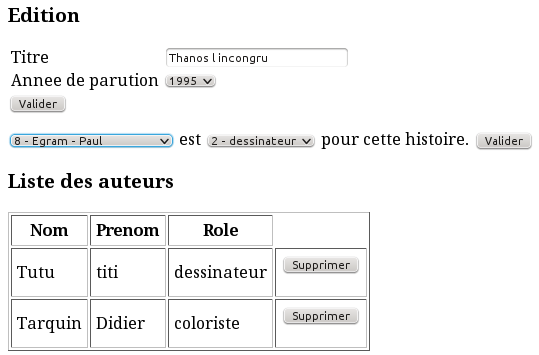 Edition
Titre Thanos l incongru
Annee de parution 1995
Valider
8 - Egram - Paul est 2 - dessinateur pour cette histoire. Valider
Liste des auteurs
Nom Prenom Role
Tutu titi dessinateur Supprimer
Tarquin Didier coloriste Supprimer